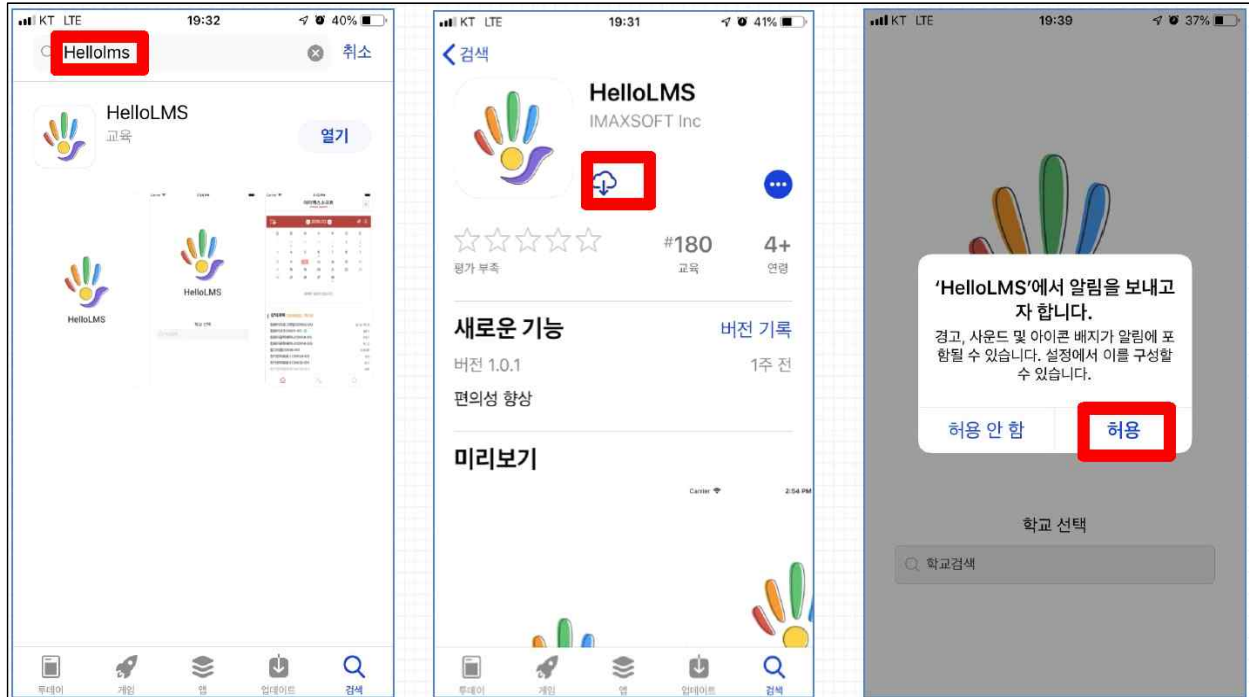 KT LTE 19:32 40%
Hellolms 취소
HelloLMS
교육
열기
HelloLMS
HelloLMS
학교 선택
투데이 게임 앱 업데이트 검색
KT LTE 19:31 41%
검색
HelloLMS
IMAXSOFT Inc
#180 4+
평가 부족 교육 연령
새로운 기능 버전 기록
버전 1.0.1 1주 전
편의성 향상
미리보기
Carrier 2:54 PM
투데이 게임 앱 업데이트 검색
KT LTE 19:39 37%
‘HelloLMS’에서 알림을 보내고
자 합니다.
경고, 사운드 및 아이콘 배지가 알림에 포
함될 수 있습니다. 설정에서 이를 구성할
수 있습니다.
허용 안 함 허용
학교 선택
학교검색